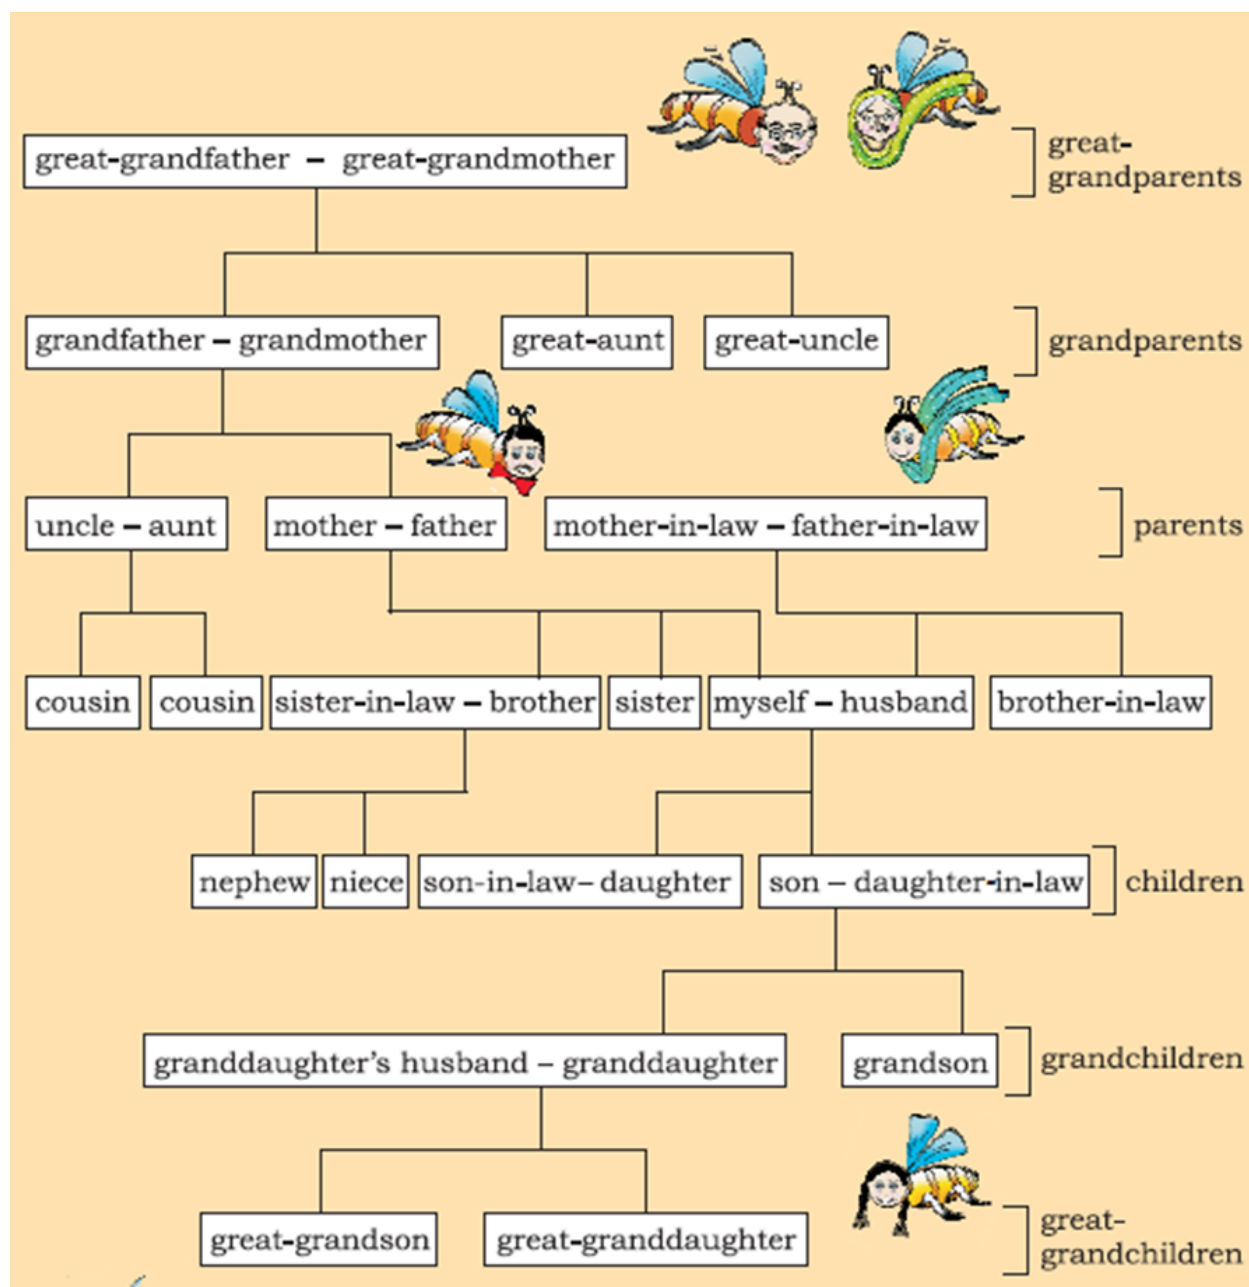 great-grandfather – great-grandmother
great-
grandparents
grandfather – grandmother
great-aunt
great-uncle
grandparents
uncle – aunt
mother – father
mother-in-law – father-in-law
parents
cousin
cousin
sister-in-law – brother
sister
myself – husband
brother-in-law
nephew
niece
son-in-law– daughter
son – daughter-in-law
children
granddaughter's husband – granddaughter
grandson
grandchildren
great-grandson
great-granddaughter
great-
grandchildren